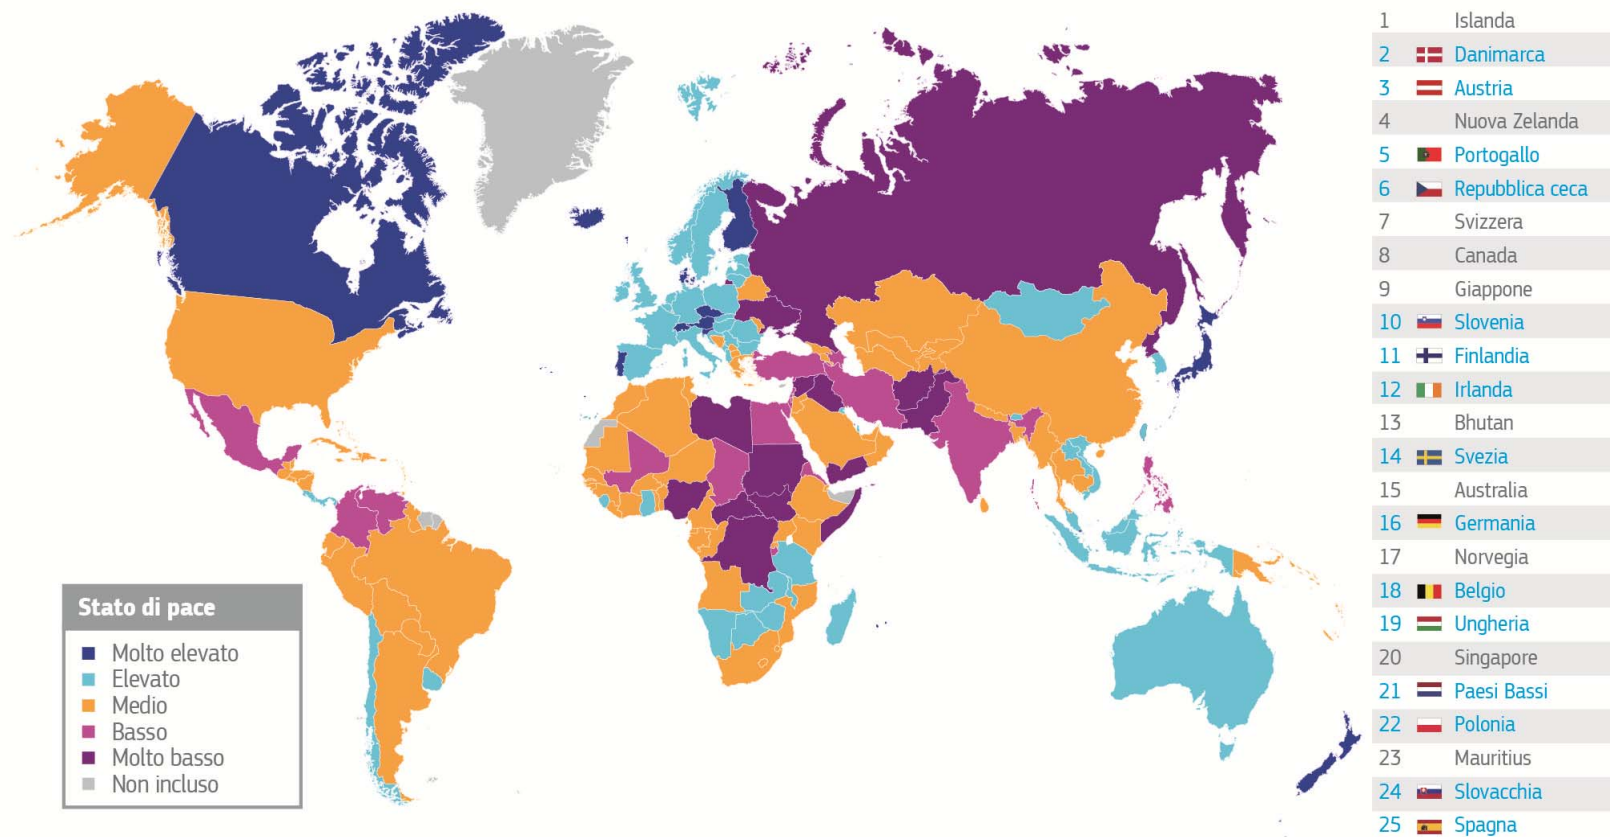 Stato di pace
Molto elevato
Elevato
Medio
Basso
Molto basso
Non incluso
1 Islanda
2 Danimarca
3 Austria
4 Nuova Zelanda
5 Portogallo
6 Repubblica ceca
7 Svizzera
8 Canada
9 Giappone
10 Slovenia
11 Finlandia
12 Irlanda
13 Bhutan
14 Svezia
15 Australia
16 Germania
17 Norvegia
18 Belgio
19 Ungheria
20 Singapore
21 Paesi Bassi
22 Polonia
23 Mauritius
24 Slovacchia
25 Spagna